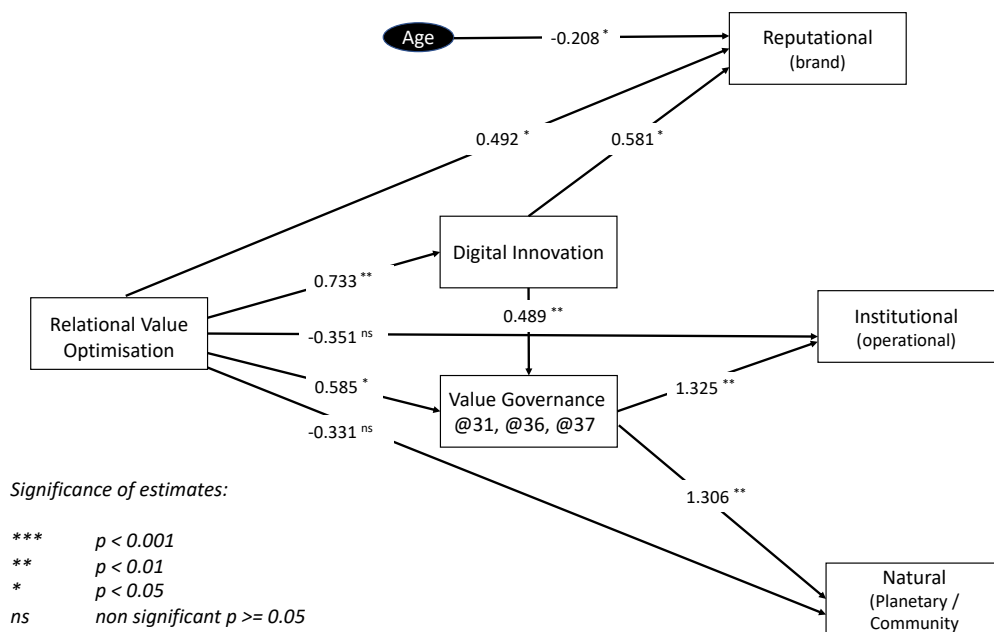 Age
-0.208 *
Reputational
(brand)
0.492 *
0.581 *
Digital Innovation
0.733 **
0.489 **
Relational Value
Optimisation
-0.351 ns
Institutional
(operational)
0.585 *
Value Governance
@31, @36, @37
1.325 **
-0.331 ns
1.306 **
Significance of estimates:
*** p < 0.001
** p < 0.01
* p < 0.05
ns non significant p >= 0.05
Natural
(Planetary /
Community